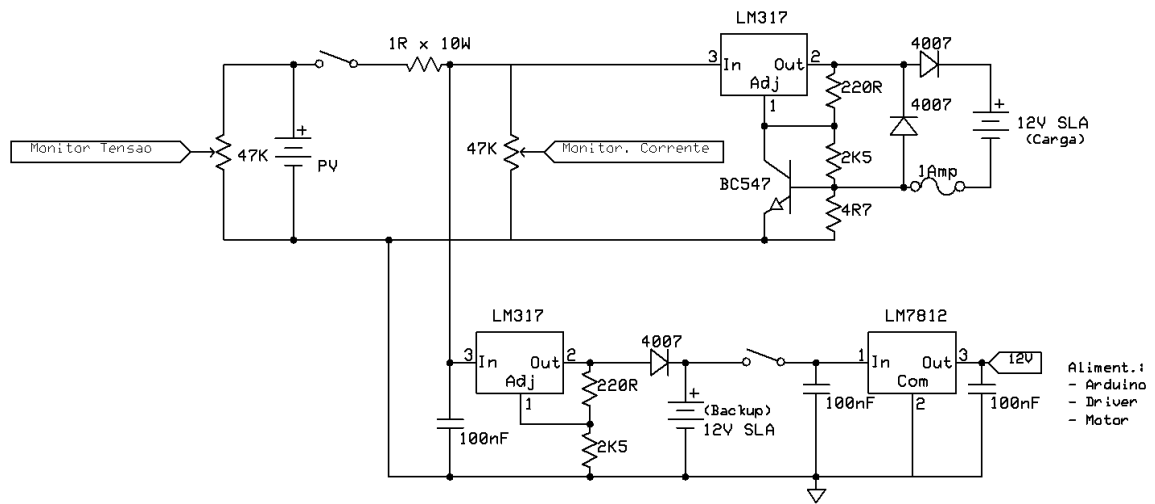 LM317
1R x 10W
4007
3
In
Out
2
Adj
1
220R
4007
+
12V SLA
(Carga)
Monitor Tensao
47K
+
PV
47K
Monitor. Corrente
2K5
1Amp
BC547
4R7
LM317
4007
LM7812
3
In
Out
2
Adj
1
220R
+
(Backup)
12V SLA
1
In
Out
3
Com
2
12V
100nF
100nF
100nF
2K5
Aliment.:
- Arduino
- Driver
- Motor